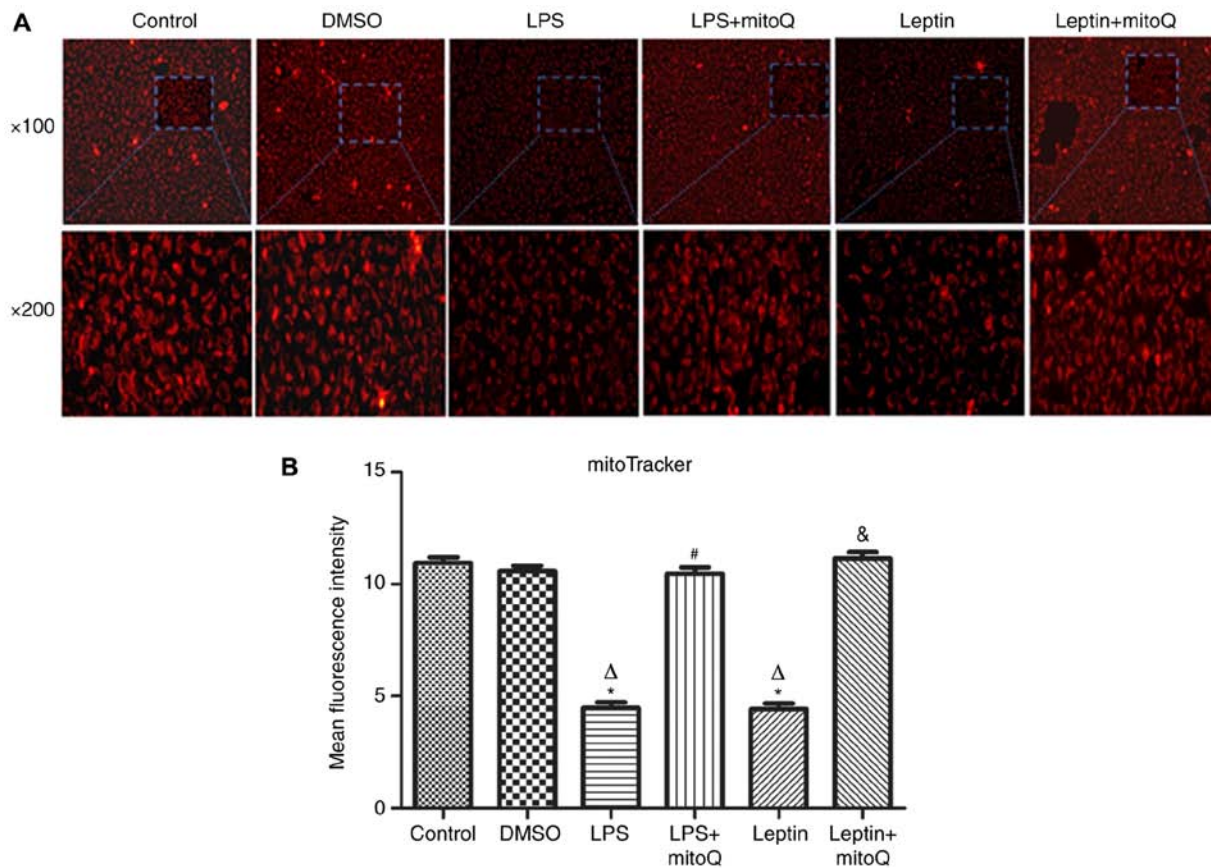 A
Control DMSO LPS LPS+mitoQ Leptin Leptin+mitoQ
×100
×200
B
mitoTracker
Mean fluorescence intensity
15
10
5
0
Δ
*
#
Δ
*
&
Control DMSO LPS LPS+ Leptin Leptin+
mitoQ mitoQ